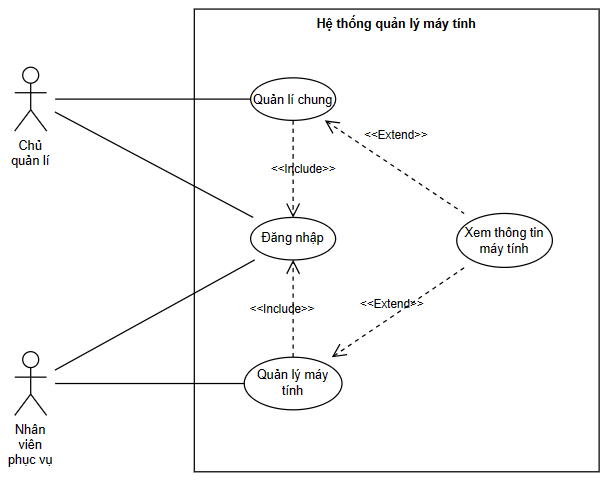 Hệ thống quản lý máy tính
Quản lí chung
<<Extend>>
Chủ
quản lí
<<Include>>
Đăng nhập
Xem thông tin
máy tính
<<Include>>
<<Extend>>
Quản lý máy
tính
Nhân
viên
phục vụ